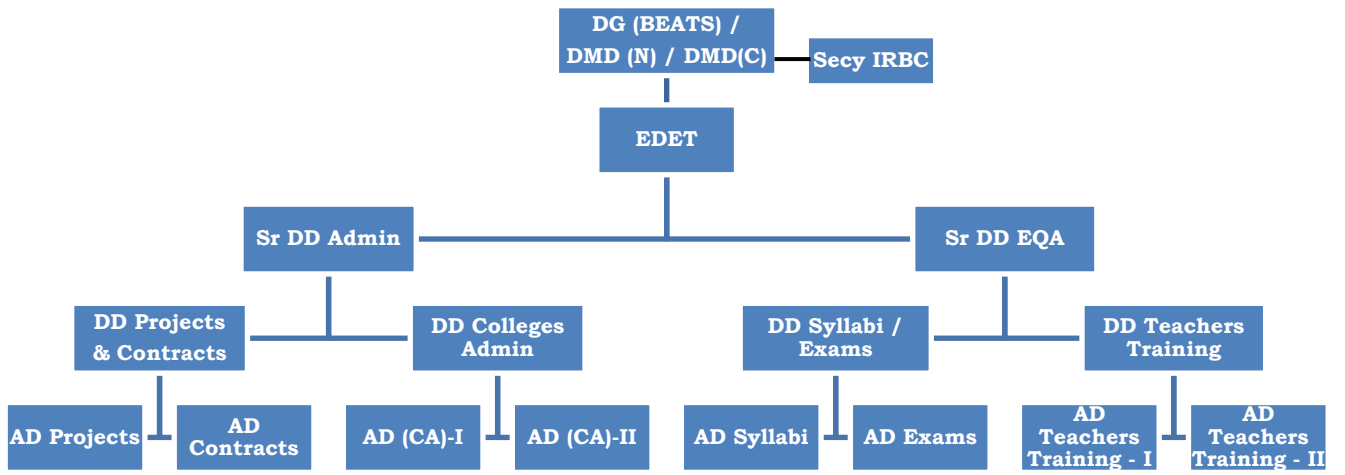 DG (BEATS) /
DMD (N) / DMD(C)
Secy IRBC
EDET
Sr DD Admin
Sr DD EQA
DD Projects
& Contracts
DD Colleges
Admin
DD Syllabi /
Exams
DD Teachers
Training
AD Projects
AD
Contracts
AD (CA)-I
AD (CA)-II
AD Syllabi
AD Exams
AD
Teachers
Training - I
AD
Teachers
Training - II